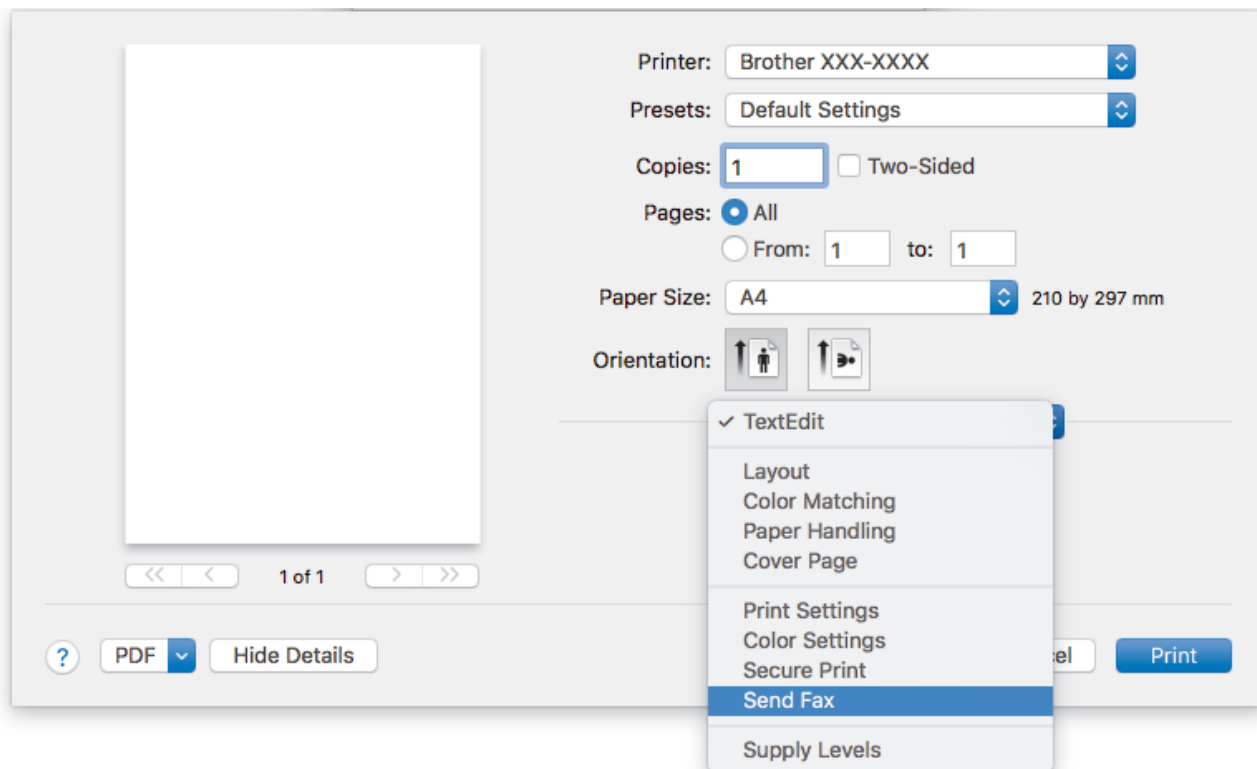 Printer: Brother XXX-XXXX
Presets: Default Settings
Copies: 1 Two-Sided
Pages: All
From: 1 to: 1
Paper Size: A4 210 by 297 mm
Orientation:
✓ TextEdit
Layout
Color Matching
Paper Handling
Cover Page
<< < 1 of 1 > >>
Print Settings
Color Settings
Secure Print
Send Fax
Supply Levels
? PDF Hide Details el Print